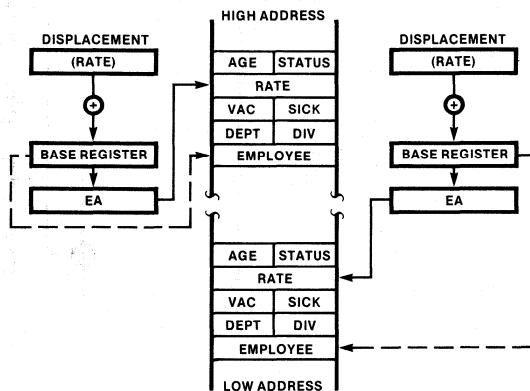 HIGH ADDRESS
DISPLACEMENT
(RATE)
+
BASE REGISTER
EA
AGE STATUS
RATE
VAC SICK
DEPT DIV
EMPLOYEE
DISPLACEMENT
(RATE)
+
BASE REGISTER
EA
AGE STATUS
RATE
VAC SICK
DEPT DIV
EMPLOYEE
LOW ADDRESS